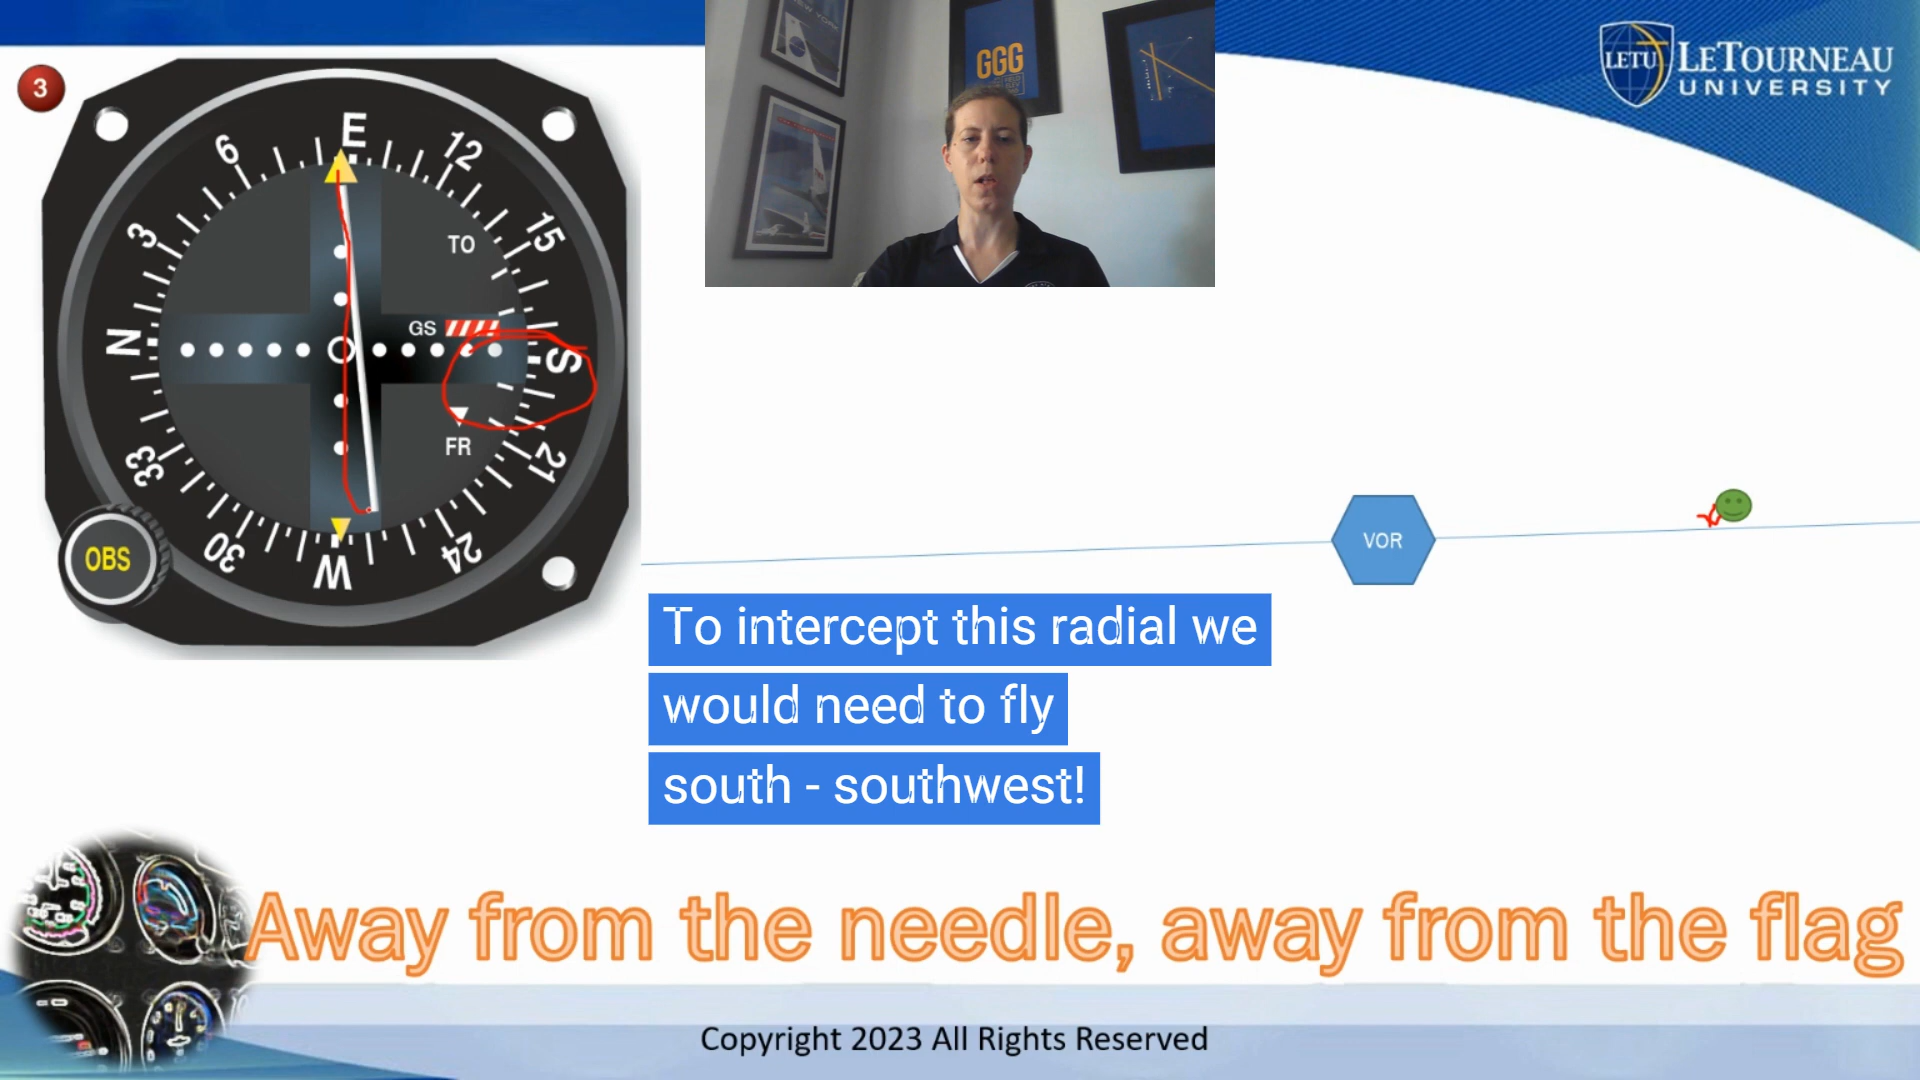 3
LETU
LETOURNEAU
UNIVERSITY
GGG
E
6
12
3
15
TO
GS
N
S
FR
33
21
30
24
W
OBS
VOR
To intercept this radial we
would need to fly
south - southwest!
Away from the needle, away from the flag
Copyright 2023 All Rights Reserved